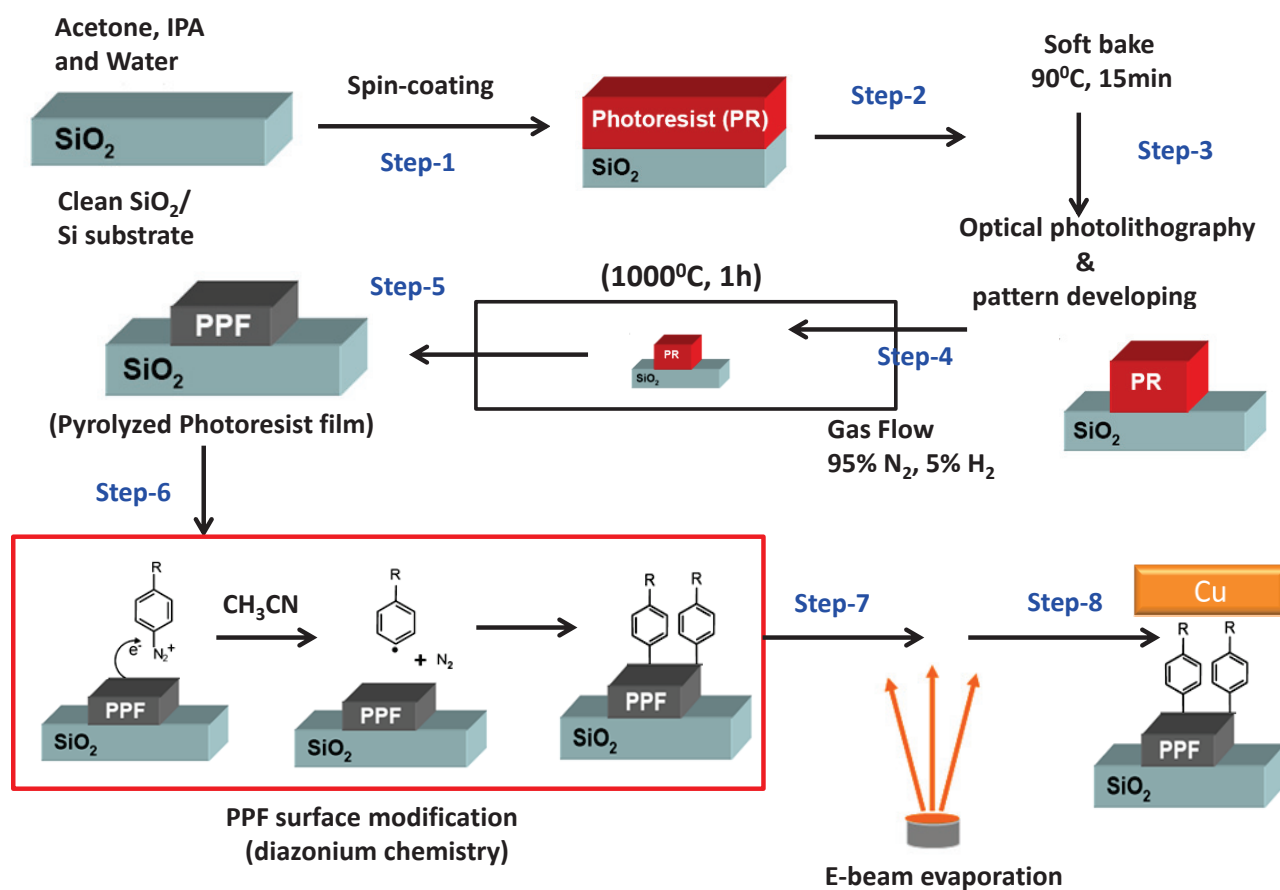 Acetone, IPA
and Water
SiO₂
Clean SiO₂/
Si substrate
Spin-coating
Step-1
Photoresist (PR)
SiO₂
Step-2
Soft bake
90⁰C, 15min
Step-3
Optical photolithography
&
pattern developing
PR
SiO₂
Step-4
(1000⁰C, 1h)
PR
SiO₂
Gas Flow
95% N₂, 5% H₂
Step-5
PPF
SiO₂
(Pyrolyzed Photoresist film)
Step-6
R
N₂⁺
e⁻
PPF
SiO₂
CH₃CN
R
+ N₂
PPF
SiO₂
R R
PPF
SiO₂
PPF surface modification
(diazonium chemistry)
Step-7
E-beam evaporation
Step-8
Cu
R R
PPF
SiO₂